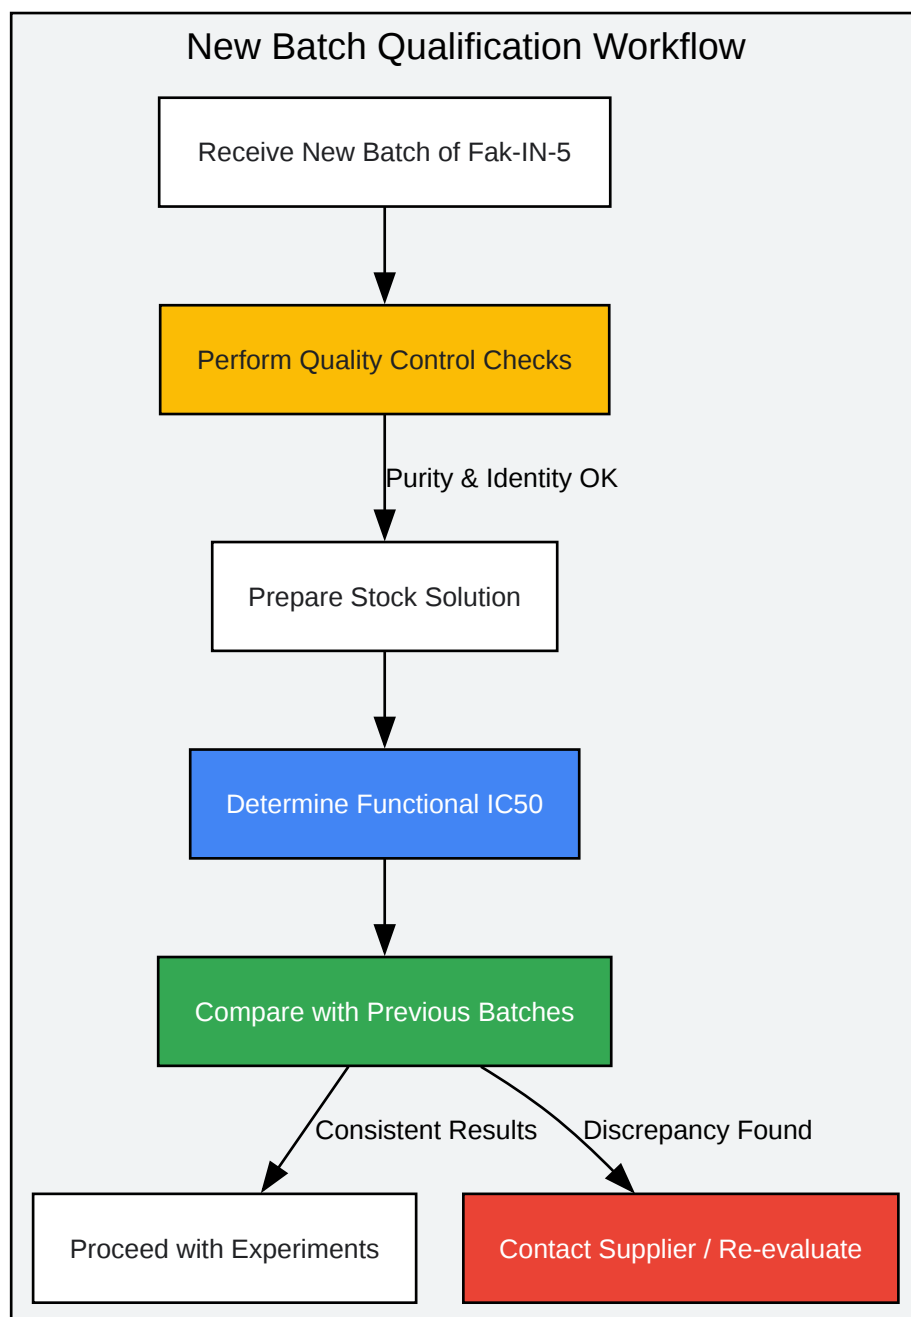 New Batch Qualification Workflow
Receive New Batch of Fak-IN-5
Perform Quality Control Checks
Purity & Identity OK
Prepare Stock Solution
Determine Functional IC50
Compare with Previous Batches
Consistent Results
Discrepancy Found
Proceed with Experiments
Contact Supplier / Re-evaluate